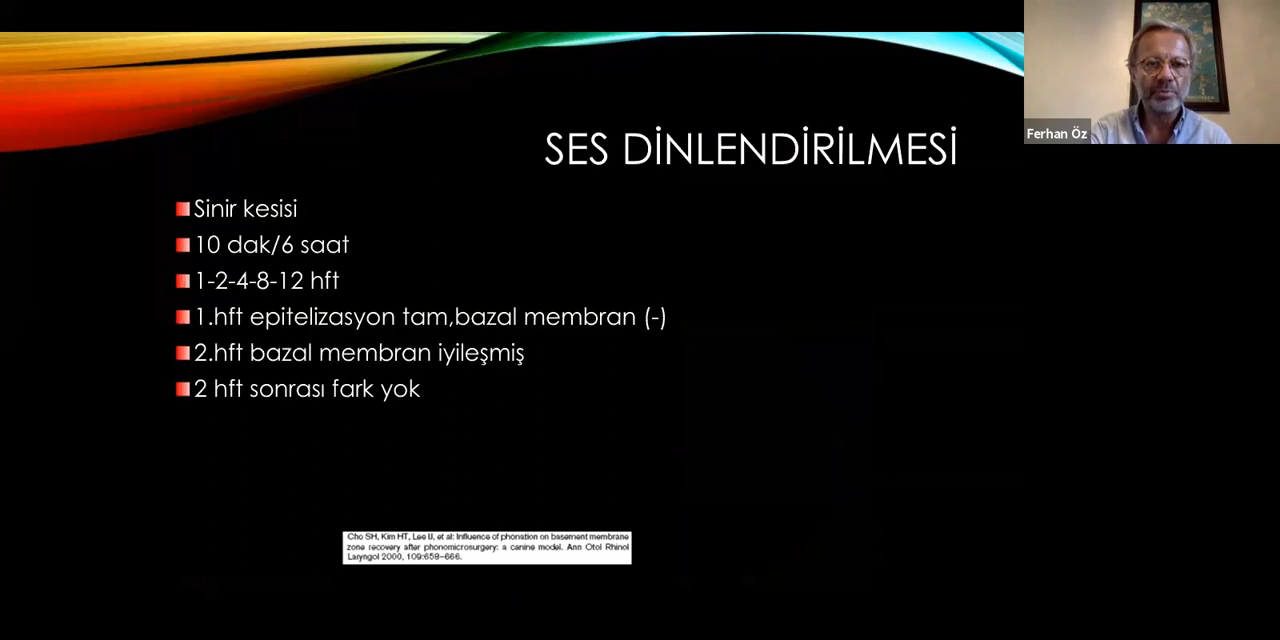 SES DİNLENDİRİLMESİ
Sinir kesisi
10 dak/6 saat
1-2-4-8-12 hft
1.hft epitelizasyon tam,bazal membran (-)
2.hft bazal membran iyileşmiş
2 hft sonrası fark yok
Cho SH, Kim HT, Lee IJ, et al: Influence of phonation on basement membrane
zone recovery after phonomicrosurgery: a canine model. Ann Otol Rhinol
Laryngol 2000, 109:658–666.
Ferhan Öz